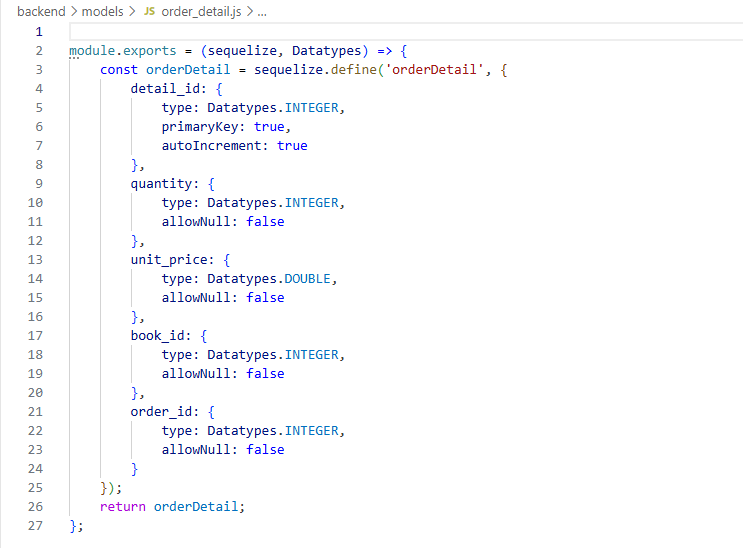 backend > models > JS order_detail.js > ...
1
2 module.exports = (sequelize, Datatypes) => {
3     const orderDetail = sequelize.define('orderDetail', {
4         detail_id: {
5             type: Datatypes.INTEGER,
6             primaryKey: true,
7             autoIncrement: true
8         },
9         quantity: {
10             type: Datatypes.INTEGER,
11             allowNull: false
12         },
13         unit_price: {
14             type: Datatypes.DOUBLE,
15             allowNull: false
16         },
17         book_id: {
18             type: Datatypes.INTEGER,
19             allowNull: false
20         },
21         order_id: {
22             type: Datatypes.INTEGER,
23             allowNull: false
24         }
25     });
26     return orderDetail;
27 };